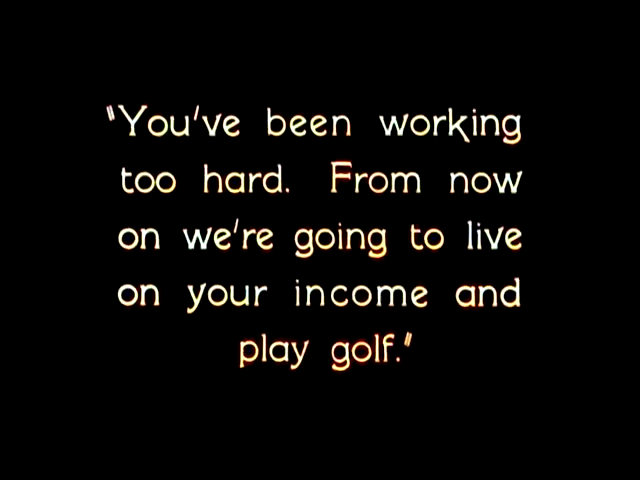 "You've been working
too hard. From now
on we're going to live
on your income and
play golf."